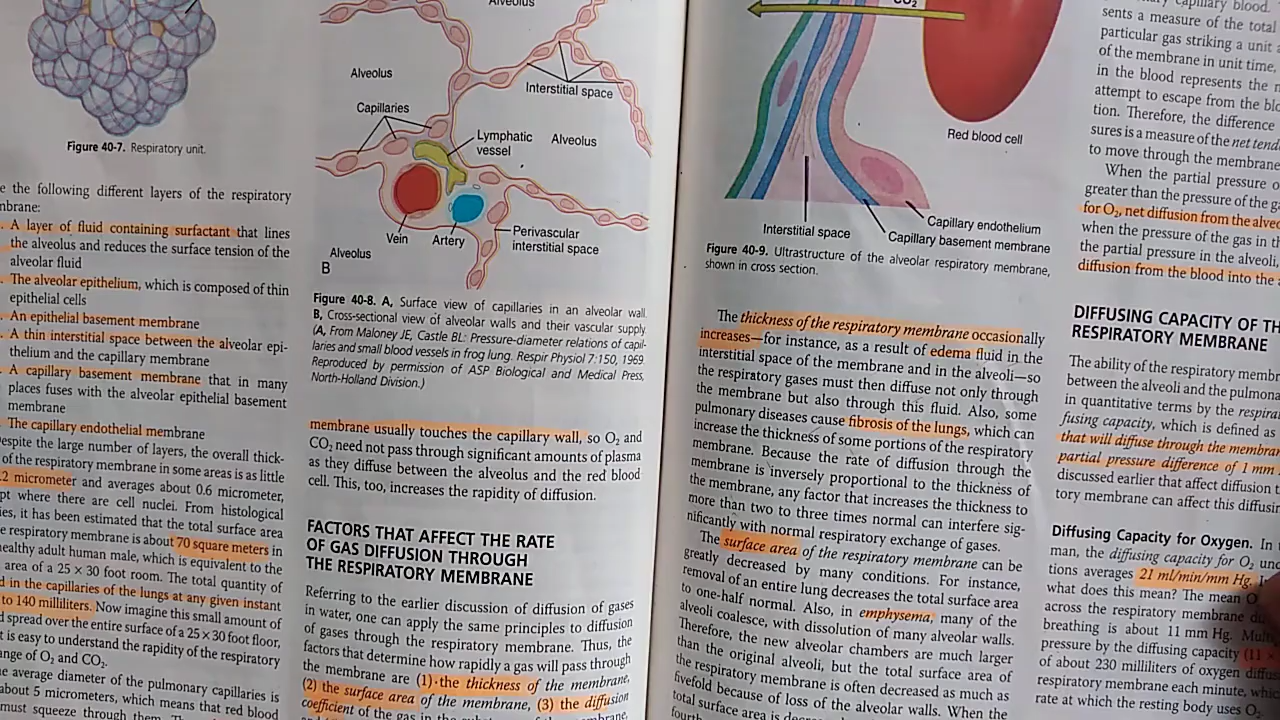 Figure 40-7. Respiratory unit.
e the following different layers of the respiratory
mbrane:
A layer of fluid containing surfactant that lines
the alveolus and reduces the surface tension of the
alveolar fluid
The alveolar epithelium, which is composed of thin
epithelial cells
An epithelial basement membrane
A thin interstitial space between the alveolar epi-
thelium and the capillary membrane
A capillary basement membrane that in many
places fuses with the alveolar epithelial basement
membrane
The capillary endothelial membrane
espite the large number of layers, the overall thick-
of the respiratory membrane in some areas is as little
.2 micrometer and averages about 0.6 micrometer,
pt where there are cell nuclei. From histological
ies, it has been estimated that the total surface area
e respiratory membrane is about 70 square meters in
healthy adult human male, which is equivalent to the
area of a 25 × 30 foot room. The total quantity of
d in the capillaries of the lungs at any given instant
to 140 milliliters. Now imagine this small amount of
d spread over the entire surface of a 25 × 30 foot floor,
t is easy to understand the rapidity of the respiratory
ange of O2 and CO2.
e average diameter of the pulmonary capillaries is
about 5 micrometers, which means that red blood
must squeeze through them. The
Alveolus
Alveolus
Interstitial space
Capillaries
Lymphatic
vessel
Alveolus
Vein
Artery
Perivascular
interstitial space
Alveolus
B
Figure 40-8. A, Surface view of capillaries in an alveolar wall.
B, Cross-sectional view of alveolar walls and their vascular supply.
(A, From Maloney JE, Castle BL: Pressure-diameter relations of capil-
laries and small blood vessels in frog lung. Respir Physiol 7:150, 1969.
Reproduced by permission of ASP Biological and Medical Press,
North-Holland Division.)
membrane usually touches the capillary wall, so O2 and
CO2 need not pass through significant amounts of plasma
as they diffuse between the alveolus and the red blood
cell. This, too, increases the rapidity of diffusion.
FACTORS THAT AFFECT THE RATE
OF GAS DIFFUSION THROUGH
THE RESPIRATORY MEMBRANE
Referring to the earlier discussion of diffusion of gases
in water, one can apply the same principles to diffusion
of gases through the respiratory membrane. Thus, the
factors that determine how rapidly a gas will pass through
the membrane are (1) the thickness of the membrane,
(2) the surface area of the membrane, (3) the diffusion
coefficient of the gas in the
CO2
Red blood cell
Interstitial space
Capillary endothelium
Capillary basement membrane
Figure 40-9. Ultrastructure of the alveolar respiratory membrane,
shown in cross section.
The thickness of the respiratory membrane occasionally
increases—for instance, as a result of edema fluid in the
interstitial space of the membrane and in the alveoli—so
the respiratory gases must then diffuse not only through
the membrane but also through this fluid. Also, some
pulmonary diseases cause fibrosis of the lungs, which can
increase the thickness of some portions of the respiratory
membrane. Because the rate of diffusion through the
membrane is inversely proportional to the thickness of
the membrane, any factor that increases the thickness to
more than two to three times normal can interfere sig-
nificantly with normal respiratory exchange of gases.
The surface area of the respiratory membrane can be
greatly decreased by many conditions. For instance,
removal of an entire lung decreases the total surface area
to one-half normal. Also, in emphysema, many of the
alveoli coalesce, with dissolution of many alveolar walls.
Therefore, the new alveolar chambers are much larger
than the original alveoli, but the total surface area of
the respiratory membrane is often decreased as much as
fivefold because of loss of the alveolar walls. When the
total surface area is
capillary blood.
sents a measure of the total
particular gas striking a unit
of the membrane in unit time,
in the blood represents the
attempt to escape from the
tion. Therefore, the difference
sures is a measure of the net tend
to move through the membrane
When the partial pressure o
greater than the pressure of the
for O2, net diffusion from the alve
when the pressure of the gas in th
the partial pressure in the alveoli,
diffusion from the blood into the
DIFFUSING CAPACITY OF TH
RESPIRATORY MEMBRANE
The ability of the respiratory membr
between the alveoli and the pulmona
in quantitative terms by the respira
fusing capacity, which is defined as
that will diffuse through the membran
partial pressure difference of 1 mm
discussed earlier that affect diffusion
tory membrane can affect this diffusin
Diffusing Capacity for Oxygen. In
man, the diffusing capacity for O2 und
tions averages 21 ml/min/mm Hg.
what does this mean? The mean O
across the respiratory membrane
breathing is about 11 mm Hg.
pressure by the diffusing capacity (11
of about 230 milliliters of oxygen
respiratory membrane each minute,
rate at which the resting body uses O2